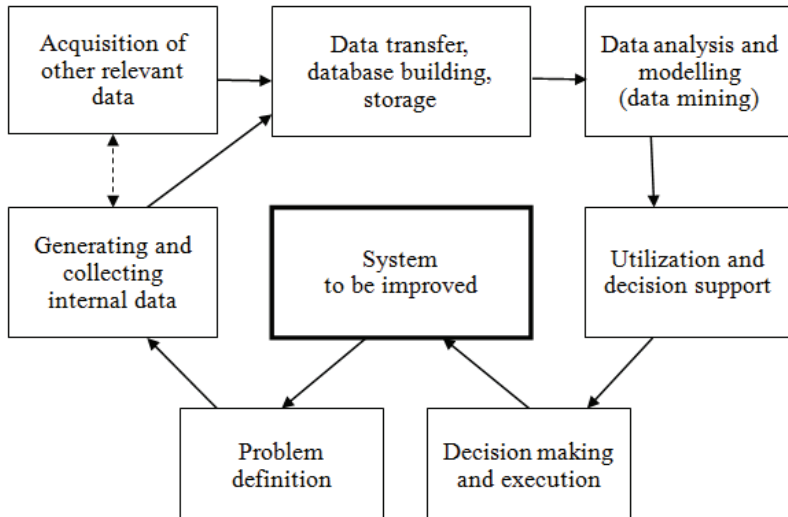 Acquisition of
other relevant
data
Data transfer,
database building,
storage
Data analysis and
modelling
(data mining)
Generating and
collecting
internal data
System
to be improved
Utilization and
decision support
Problem
definition
Decision making
and execution